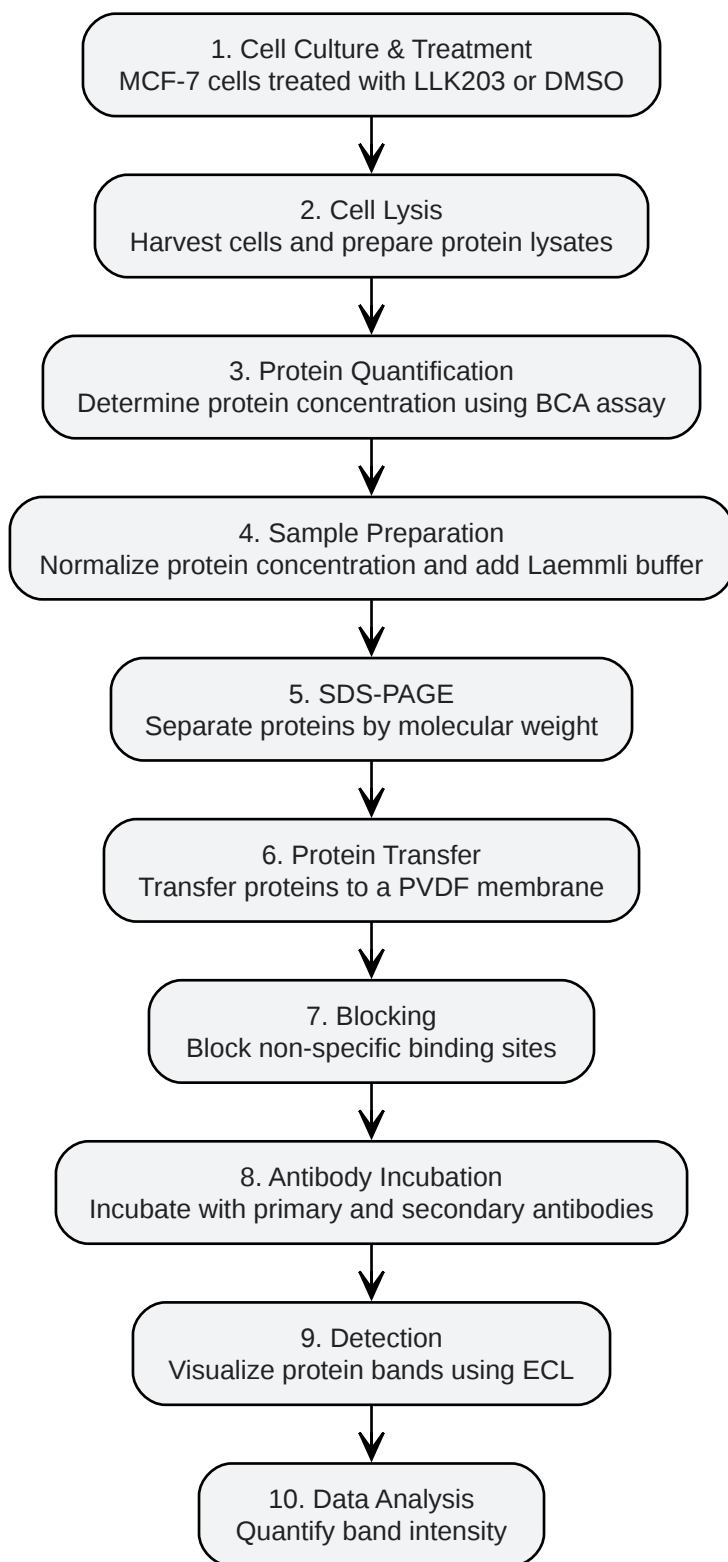 1. Cell Culture & Treatment
MCF-7 cells treated with LLK203 or DMSO
2. Cell Lysis
Harvest cells and prepare protein lysates
3. Protein Quantification
Determine protein concentration using BCA assay
4. Sample Preparation
Normalize protein concentration and add Laemmli buffer
5. SDS-PAGE
Separate proteins by molecular weight
6. Protein Transfer
Transfer proteins to a PVDF membrane
7. Blocking
Block non-specific binding sites
8. Antibody Incubation
Incubate with primary and secondary antibodies
9. Detection
Visualize protein bands using ECL
10. Data Analysis
Quantify band intensity